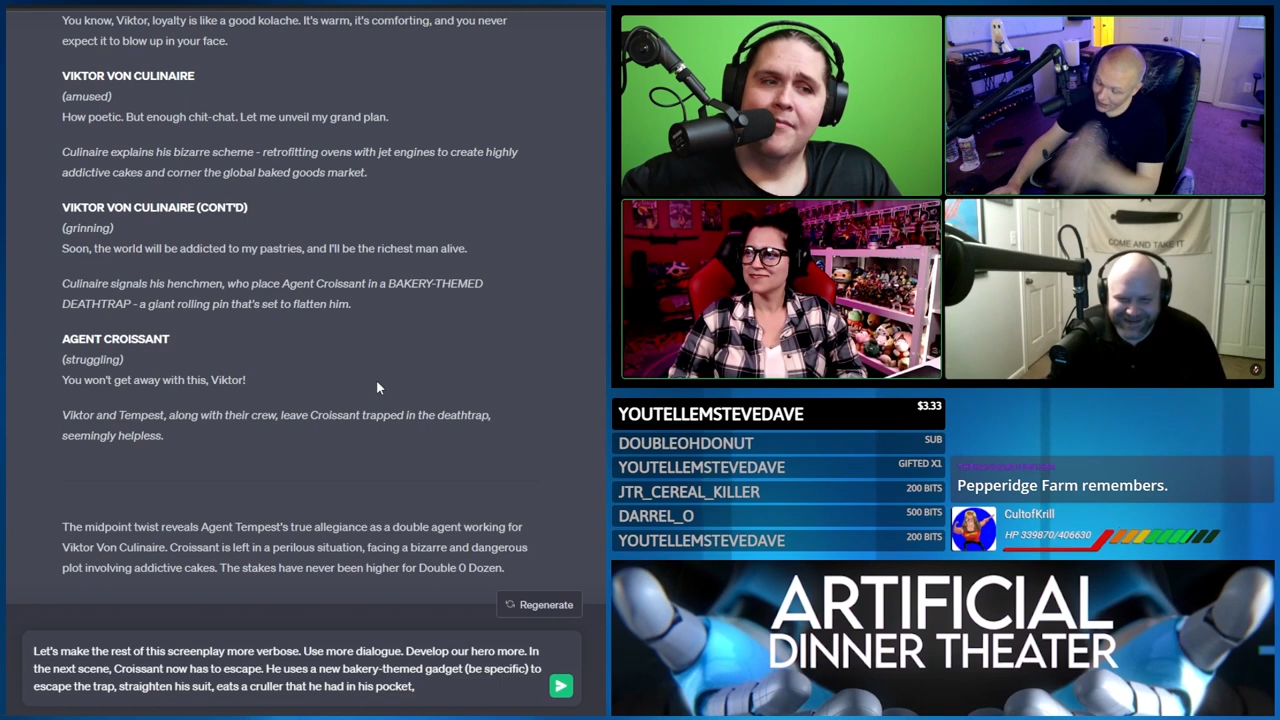 You know, Viktor, loyalty is like a good kolache. It's warm, it's comforting, and you never
expect it to blow up in your face.
VIKTOR VON CULINAIRE
(amused)
How poetic. But enough chit-chat. Let me unveil my grand plan.
Culinaire explains his bizarre scheme - retrofitting ovens with jet engines to create highly
addictive cakes and corner the global baked goods market.
VIKTOR VON CULINAIRE (CONT'D)
(grinning)
Soon, the world will be addicted to my pastries, and I'll be the richest man alive.
Culinaire signals his henchmen, who place Agent Croissant in a BAKERY-THEMED
DEATHTRAP - a giant rolling pin that's set to flatten him.
AGENT CROISSANT
(struggling)
You won't get away with this, Viktor!
Viktor and Tempest, along with their crew, leave Croissant trapped in the deathtrap,
seemingly helpless.
The midpoint twist reveals Agent Tempest's true allegiance as a double agent working for
Viktor Von Culinaire. Croissant is left in a perilous situation, facing a bizarre and dangerous
plot involving addictive cakes. The stakes have never been higher for Double O Dozen.
Regenerate
Let's make the rest of this screenplay more verbose. Use more dialogue. Develop our hero more. In
the next scene, Croissant now has to escape. He uses a new bakery-themed gadget (be specific) to
escape the trap, straighten his suit, eats a cruller that he had in his pocket,
COME AND TAKE IT
YOUTELLEMSTEVEDAVE $3.33
DOUBLEOHDONUT SUB
YOUTELLEMSTEVEDAVE GIFTED X1
JTR_CEREAL_KILLER 200 BITS
DARREL_O 500 BITS
YOUTELLEMSTEVEDAVE 200 BITS
Pepperidge Farm remembers.
CultofKrill
HP 339870/406630
ARTIFICIAL
DINNER THEATER